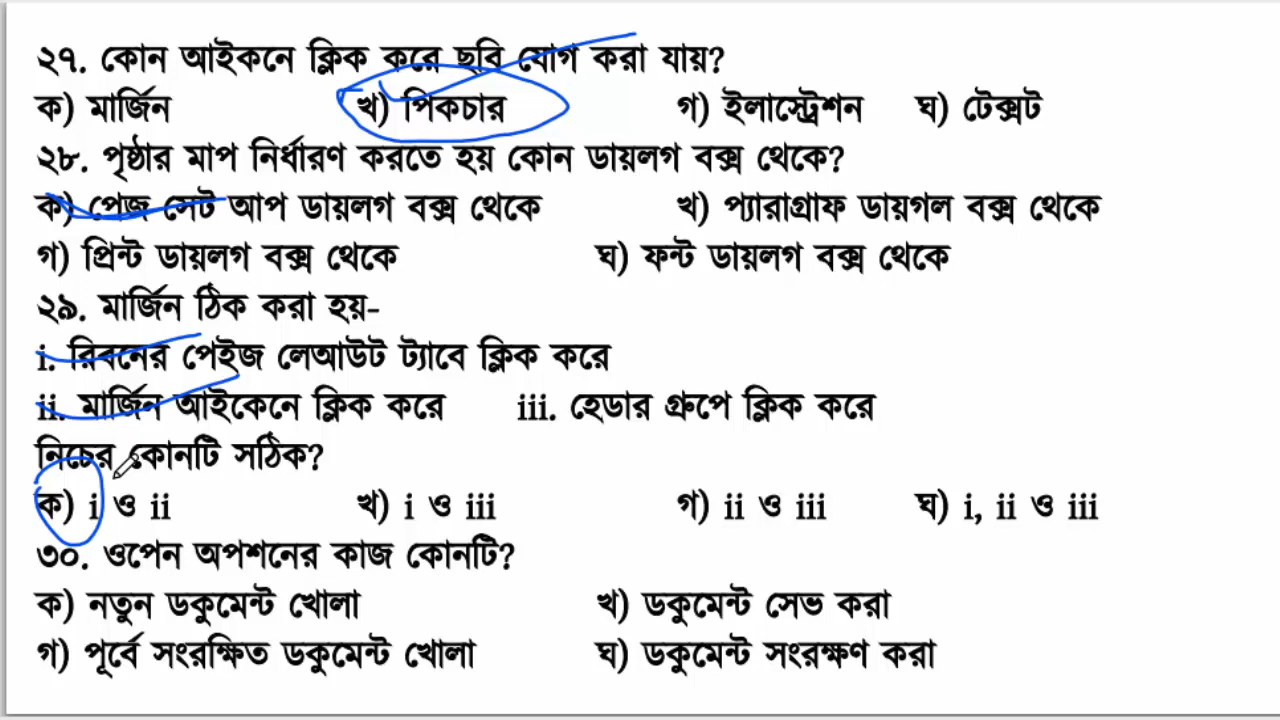 ২৭. কোন আইকনে ক্লিক করে ছবি যোগ করা যায়?
ক) মার্জিন খ) পিকচার গ) ইলাস্ট্রেশন ঘ) টেক্সট
২৮. পৃষ্ঠার মাপ নির্ধারণ করতে হয় কোন ডায়লগ বক্স থেকে?
ক) পেজ সেট আপ ডায়লগ বক্স থেকে খ) প্যারাগ্রাফ ডায়গল বক্স থেকে
গ) প্রিন্ট ডায়লগ বক্স থেকে ঘ) ফন্ট ডায়লগ বক্স থেকে
২৯. মার্জিন ঠিক করা হয়-
i. রিবনের পেইজ লেআউট ট্যাবে ক্লিক করে
ii. মার্জিন আইকেনে ক্লিক করে iii. হেডার গ্রুপে ক্লিক করে
নিচের কোনটি সঠিক?
ক) i ও ii খ) i ও iii গ) ii ও iii ঘ) i, ii ও iii
৩০. ওপেন অপশনের কাজ কোনটি?
ক) নতুন ডকুমেন্ট খোলা খ) ডকুমেন্ট সেভ করা
গ) পূর্বে সংরক্ষিত ডকুমেন্ট খোলা ঘ) ডকুমেন্ট সংরক্ষণ করা